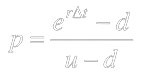 p = \frac{e^{r\Delta t} - d}{u - d}